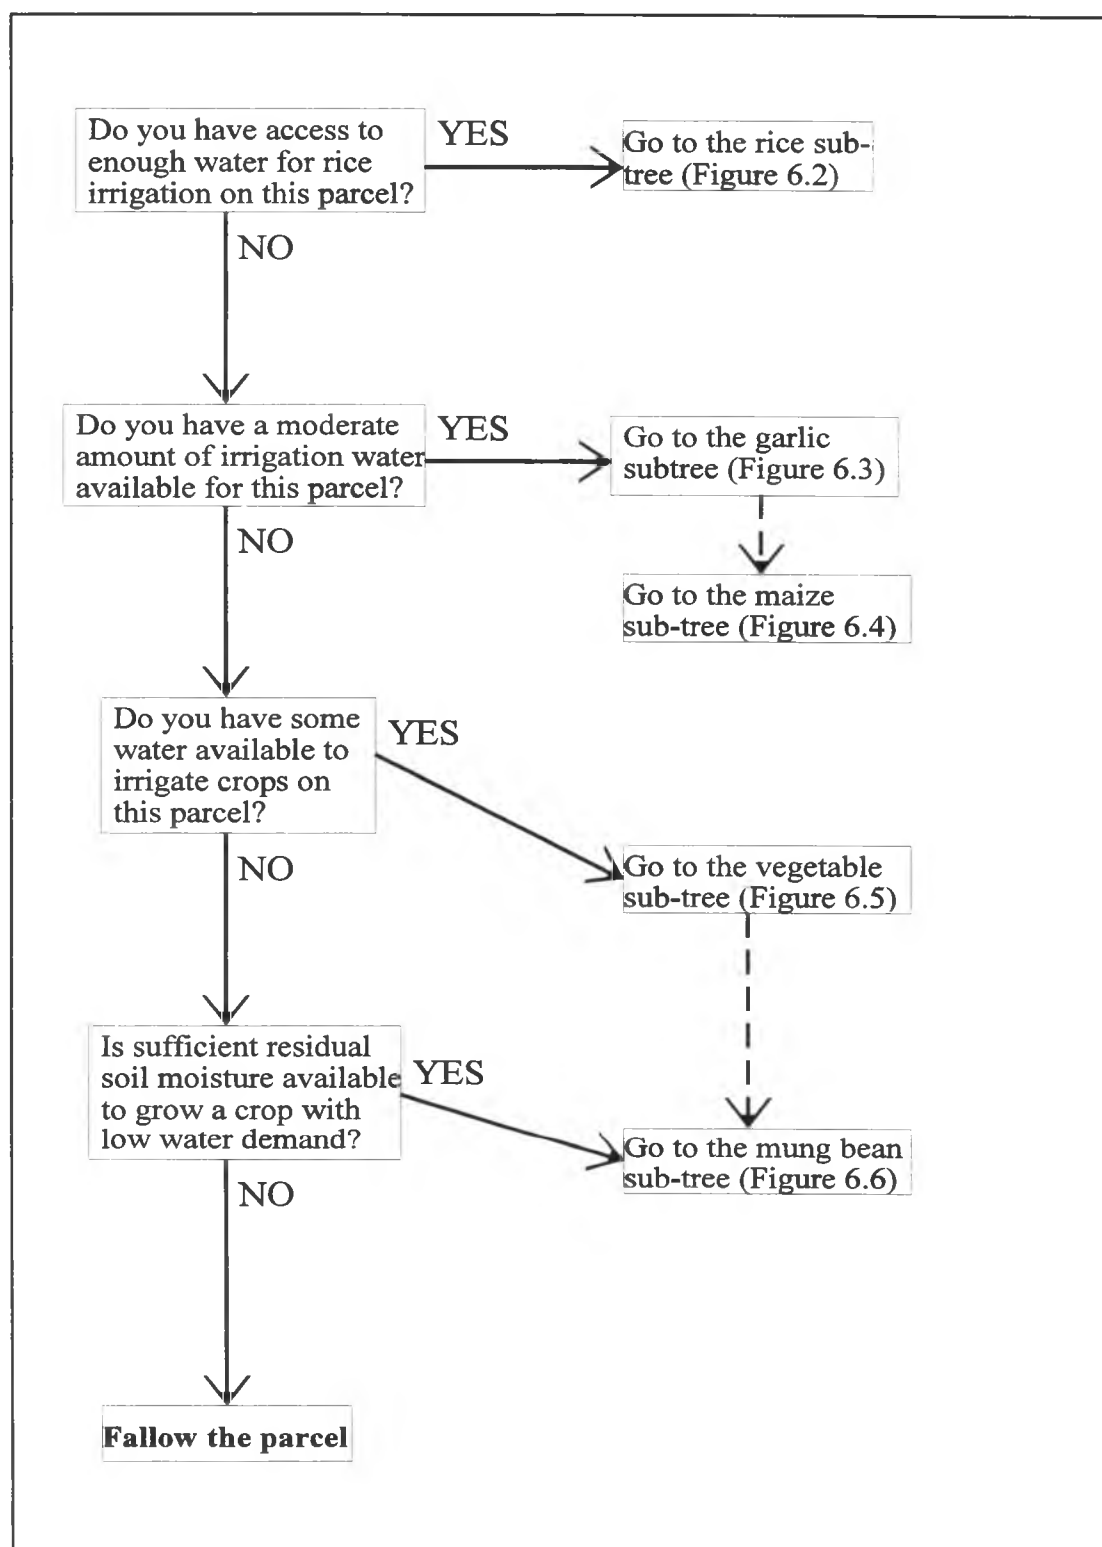 Do you have access to
enough water for rice
irrigation on this parcel?
YES
Go to the rice sub-
tree (Figure 6.2)
NO
Do you have a moderate
amount of irrigation water
available for this parcel?
YES
Go to the garlic
subtree (Figure 6.3)
NO
Go to the maize
sub-tree (Figure 6.4)
Do you have some
water available to
irrigate crops on
this parcel?
YES
NO
Go to the vegetable
sub-tree (Figure 6.5)
Is sufficient residual
soil moisture available
to grow a crop with
low water demand?
YES
Go to the mung bean
sub-tree (Figure 6.6)
NO
Fallow the parcel